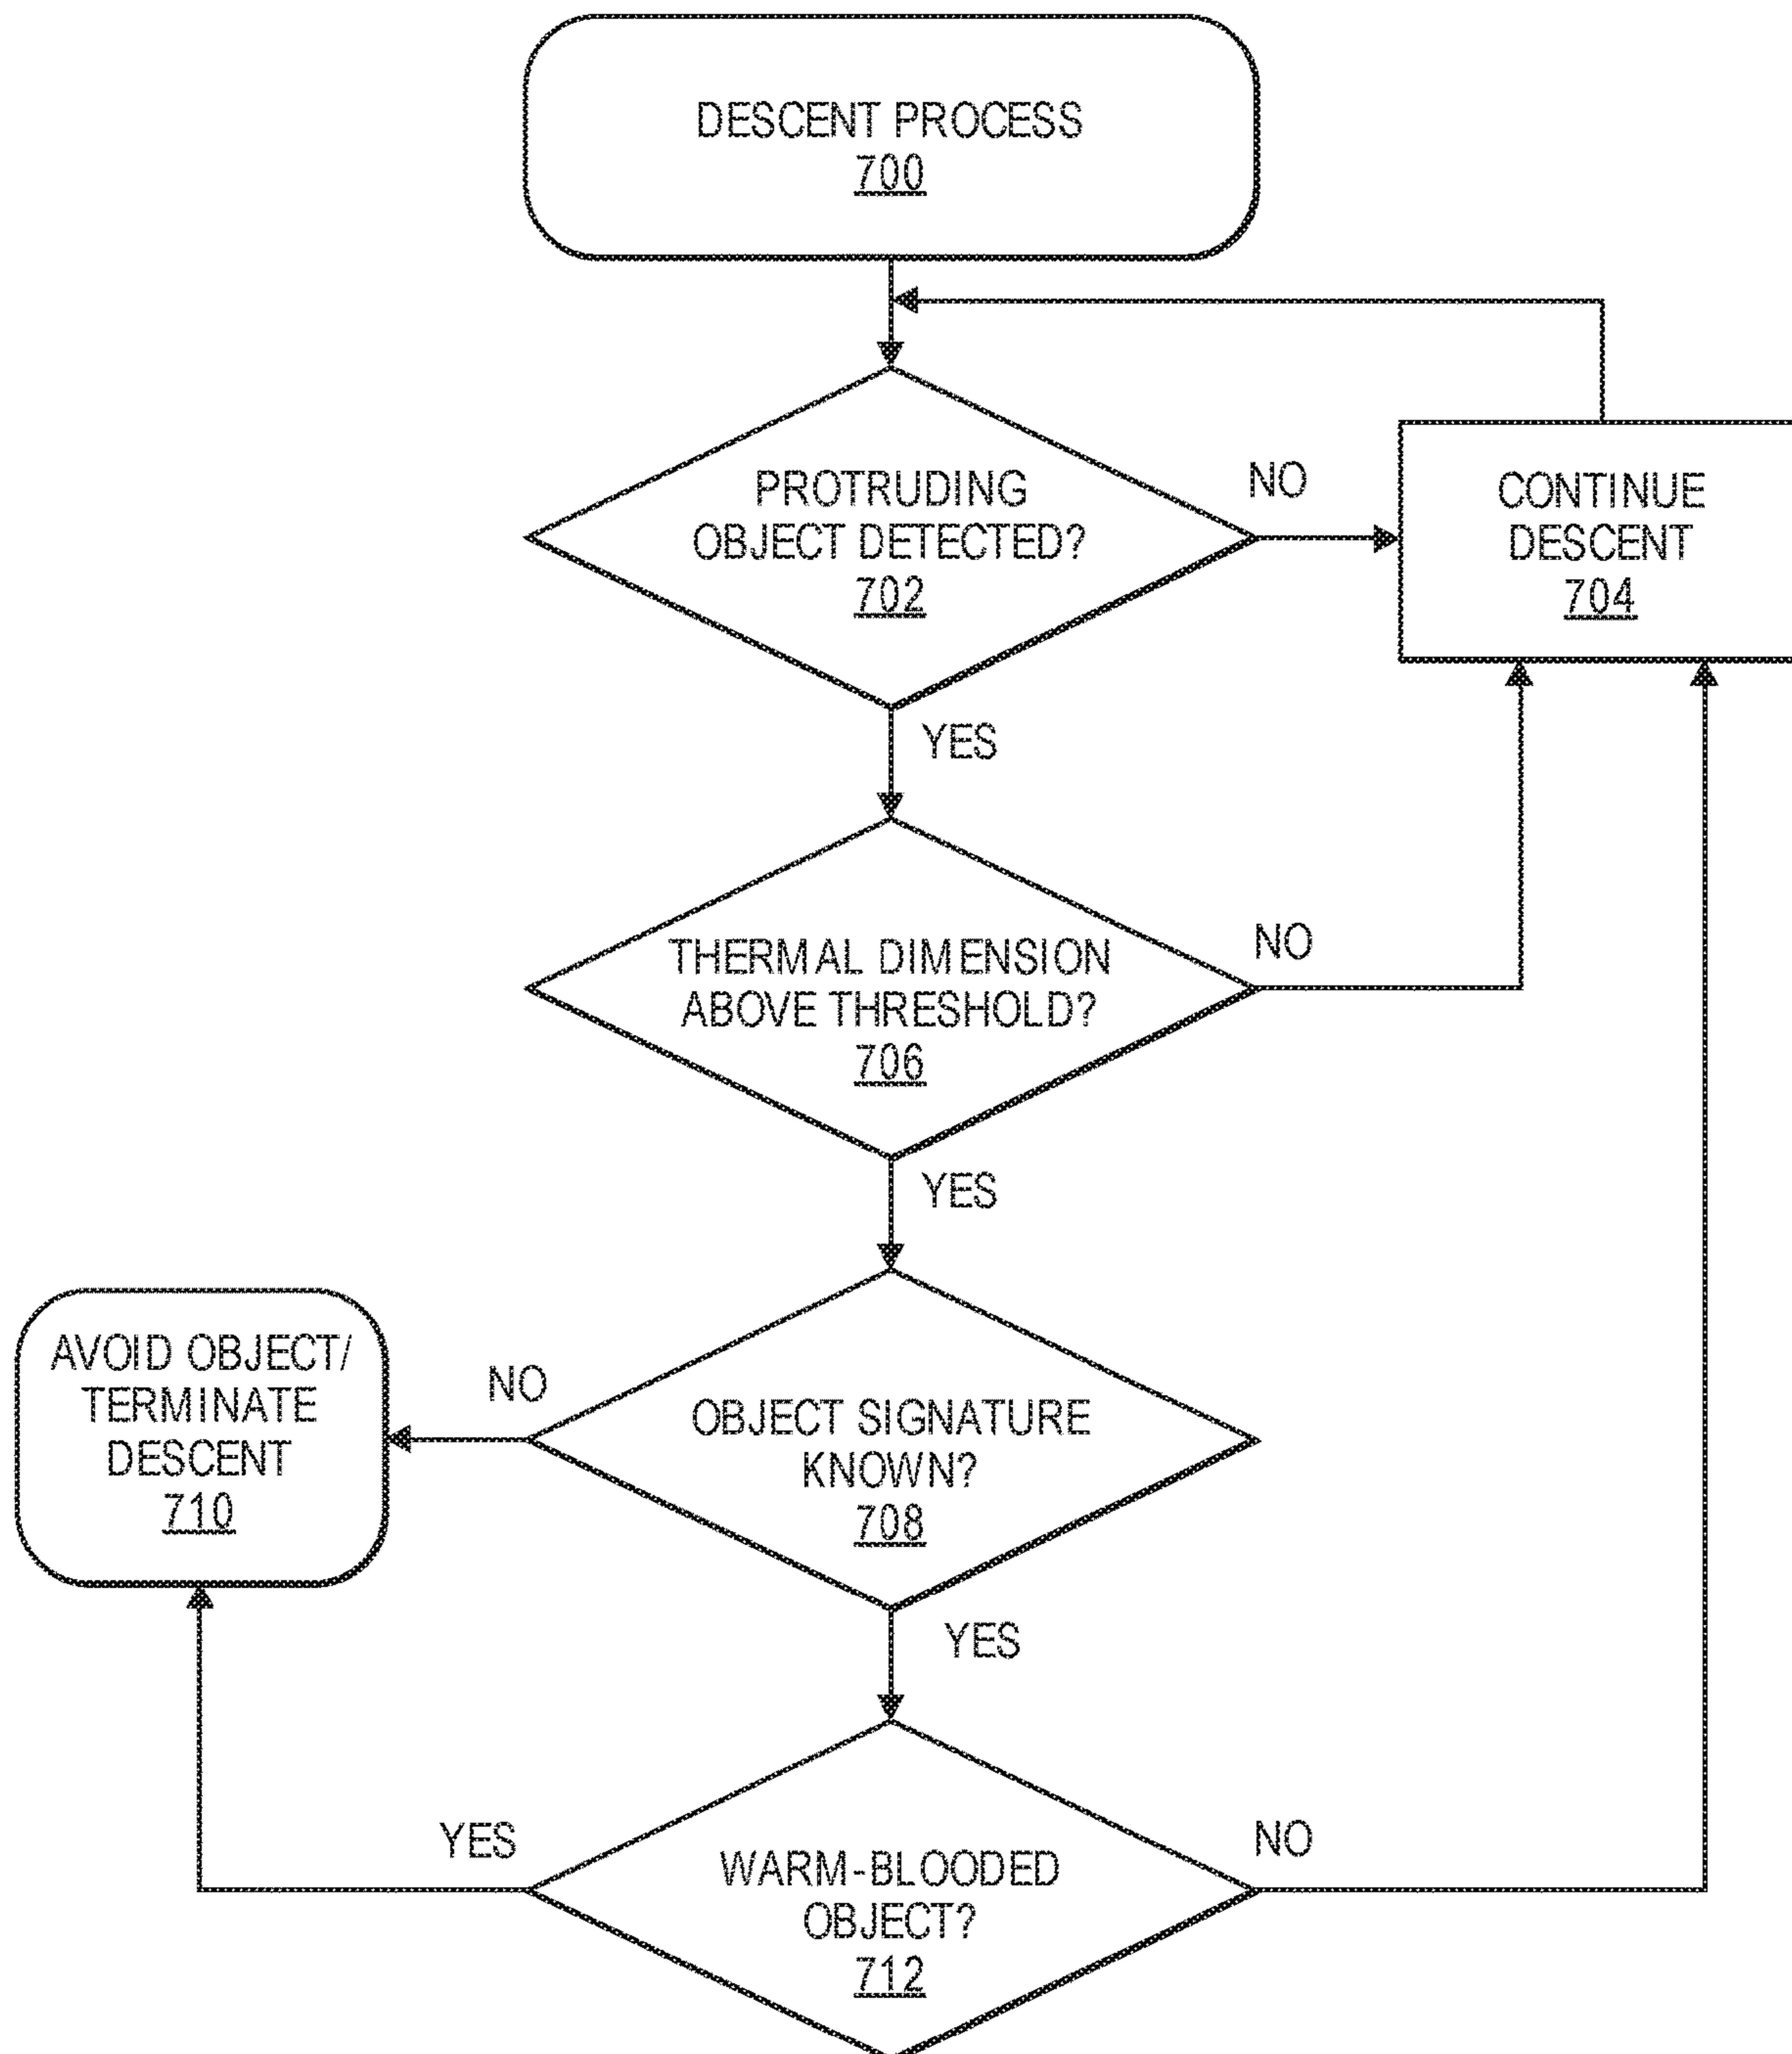 DESCENT PROCESS
700
PROTRUDING
OBJECT DETECTED?
702
NO
CONTINUE
DESCENT
704
YES
THERMAL DIMENSION
ABOVE THRESHOLD?
706
NO
YES
AVOID OBJECT/
TERMINATE
DESCENT
710
NO
OBJECT SIGNATURE
KNOWN?
708
YES
YES
WARM-BLOODED
OBJECT?
712
NO